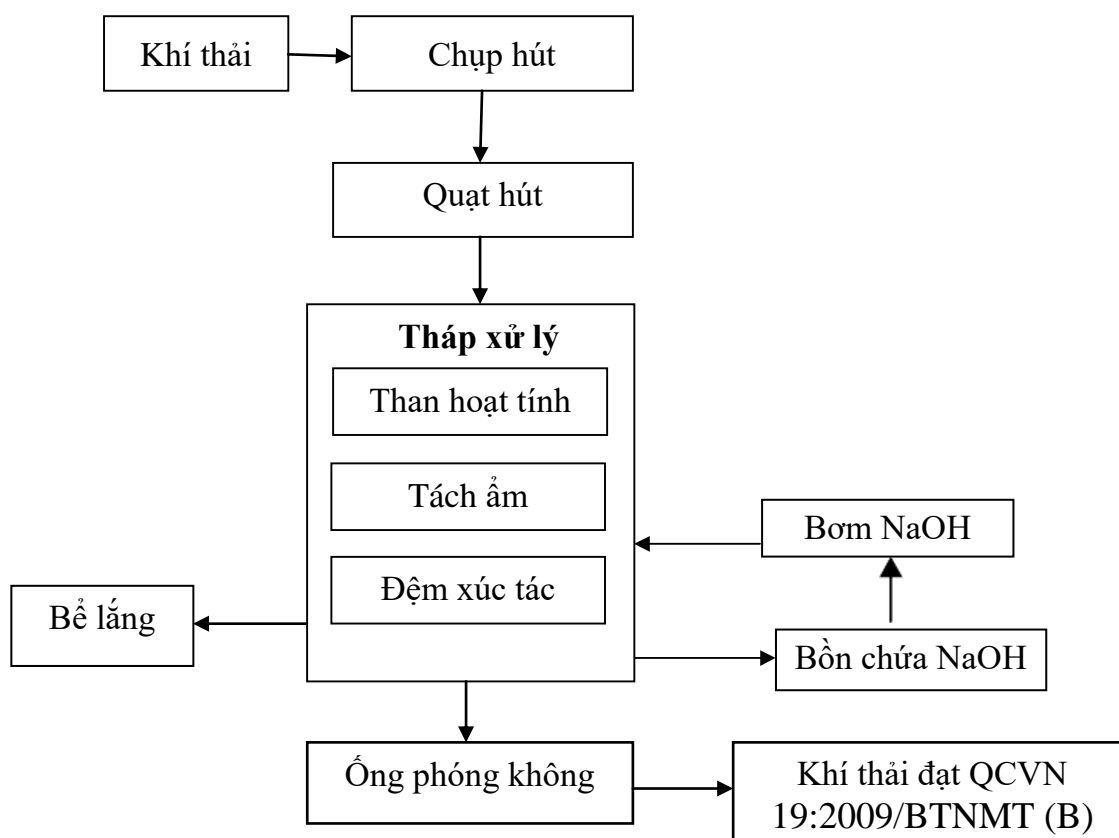 Khí thải
Chụp hút
Quạt hút
Tháp xử lý
Than hoạt tính
Tách ẩm
Đệm xúc tác
Bơm NaOH
Bể lắng
Bồn chứa NaOH
Ống phóng không
Khí thải đạt QCVN
19:2009/BTNMT (B)